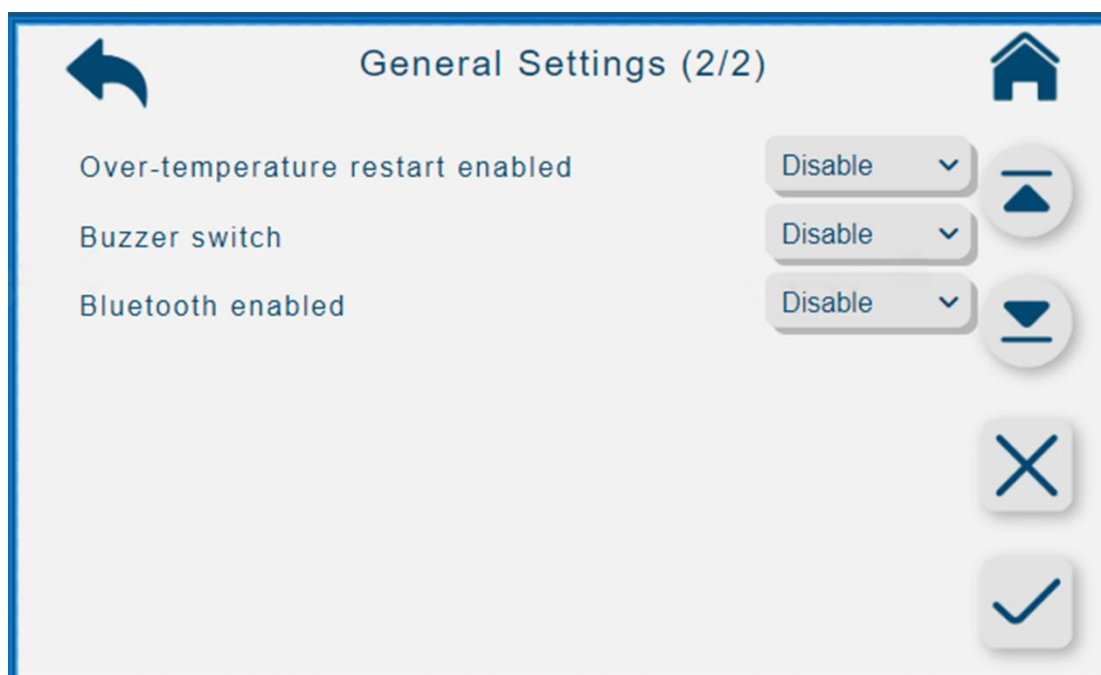 General Settings (2/2)
Over-temperature restart enabled Disable
Buzzer switch Disable
Bluetooth enabled Disable